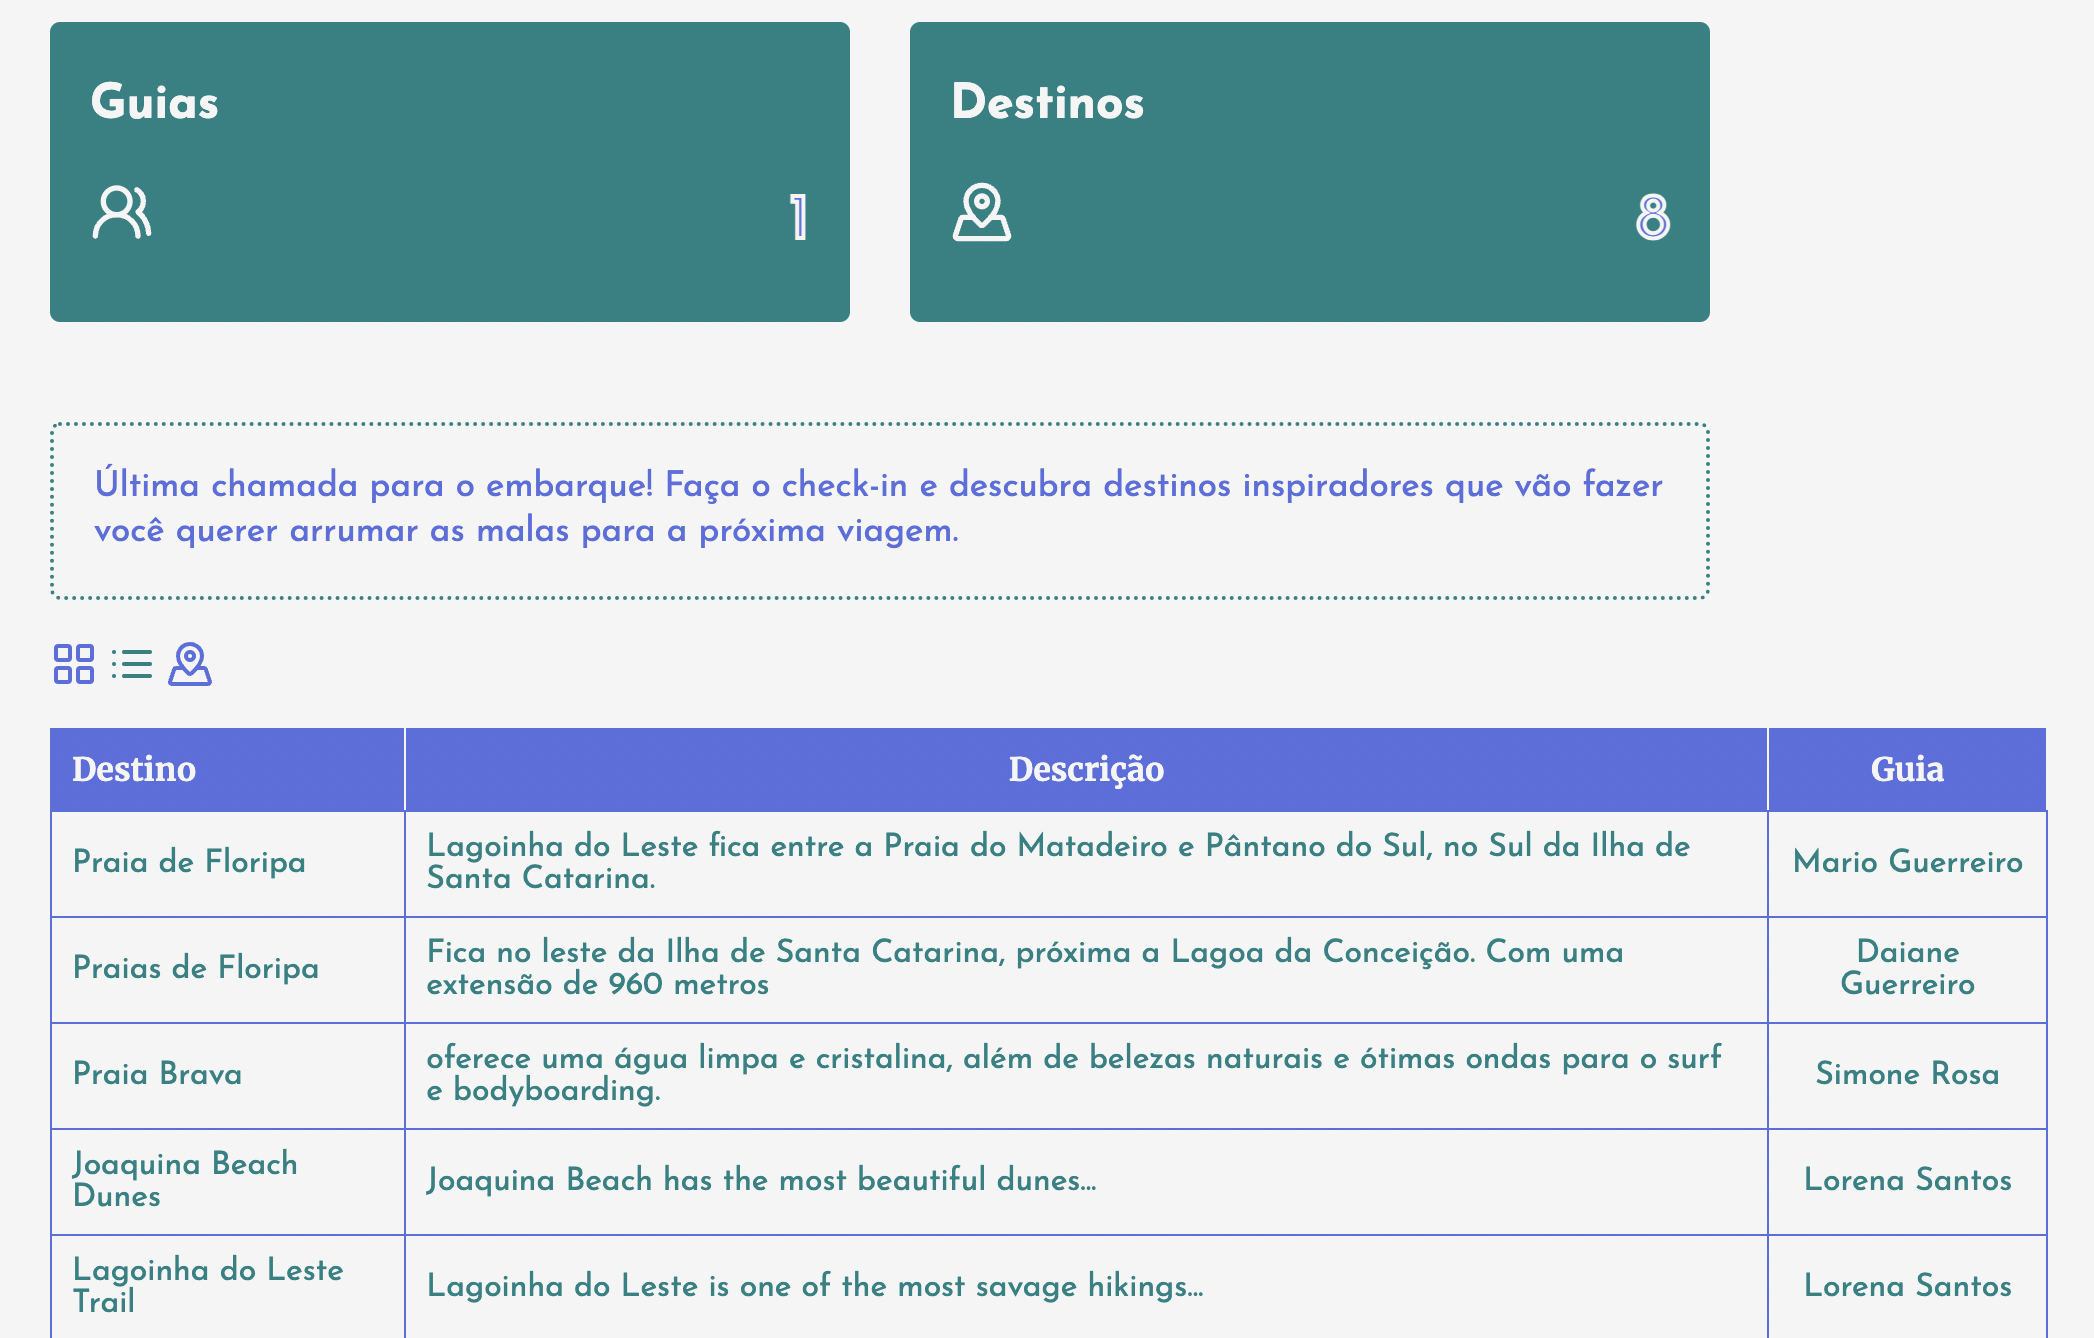 Guias
1
Destinos
8
Última chamada para o embarque! Faça o check-in e descubra destinos inspiradores que vão fazer
você querer arrumar as malas para a próxima viagem.
Destino
Descrição
Guia
Praia de Floripa
Lagoinha do Leste fica entre a Praia do Matadeiro e Pântano do Sul, no Sul da Ilha de
Santa Catarina.
Mario Guerreiro
Praias de Floripa
Fica no leste da Ilha de Santa Catarina, próxima a Lagoa da Conceição. Com uma
extensão de 960 metros
Daiane
Guerreiro
Praia Brava
oferece uma água limpa e cristalina, além de belezas naturais e ótimas ondas para o surf
e bodyboarding.
Simone Rosa
Joaquina Beach
Dunes
Joaquina Beach has the most beautiful dunes...
Lorena Santos
Lagoinha do Leste
Trail
Lagoinha do Leste is one of the most savage hikings...
Lorena Santos